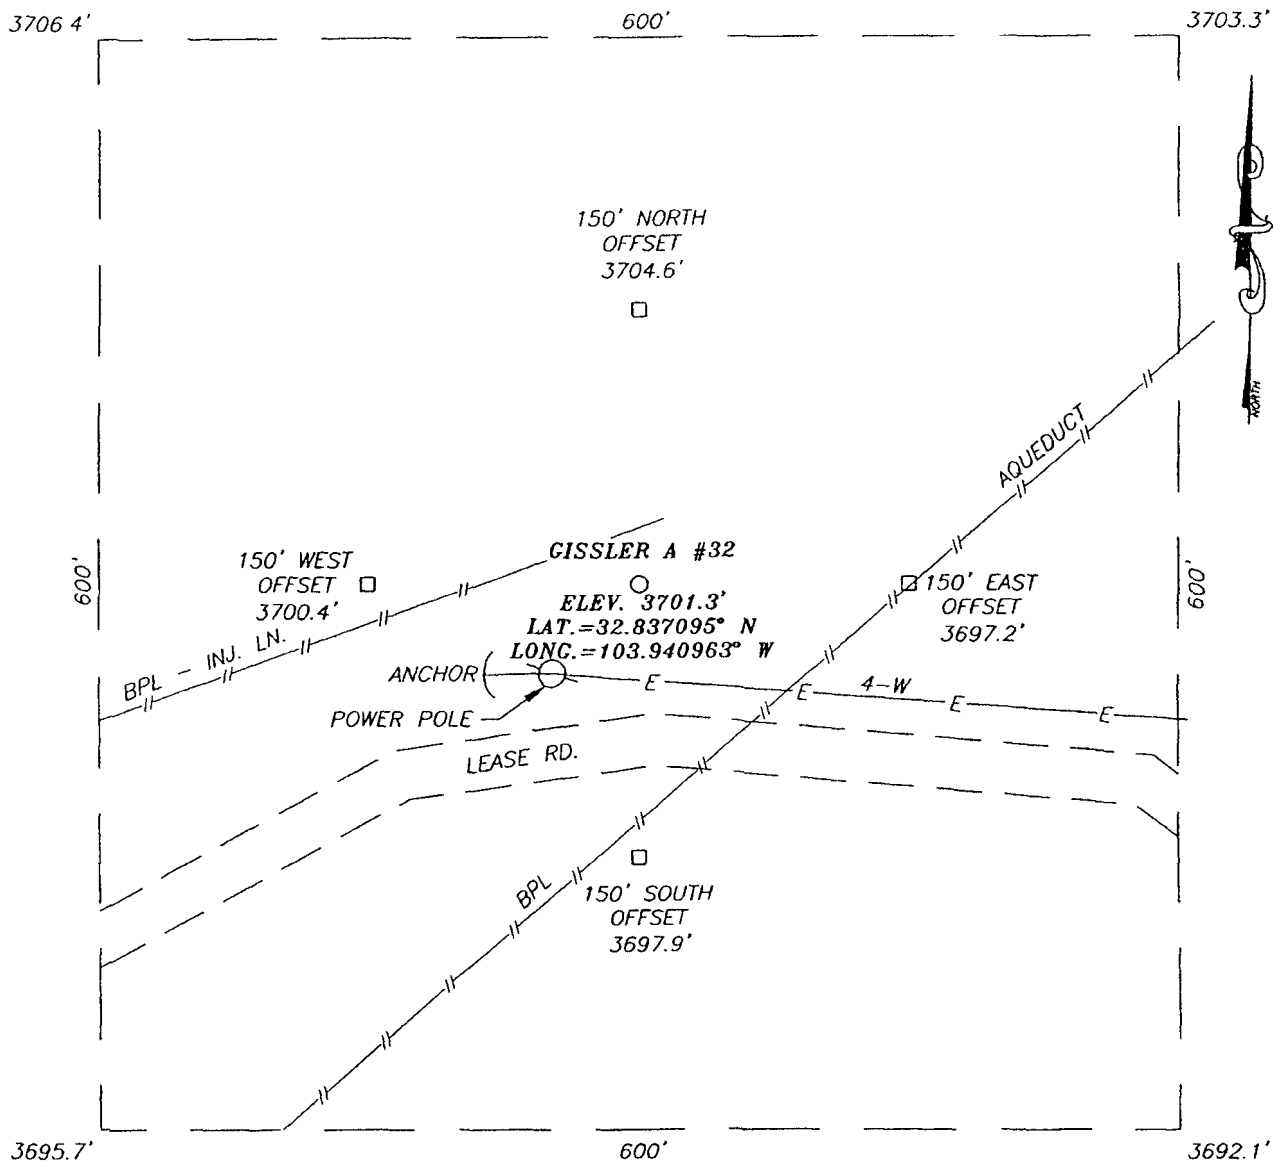 3706 4'
600'
3703.3'
150' NORTH
OFFSET
3704.6'
NORTH
AQUEDUCT
600'
150' WEST
OFFSET
3700.4'
GISSLER A #32
ELEV. 3701.3'
LAT.=32.837095° N
LONG.=103.940963° W
150' EAST
OFFSET
3697.2'
600'
BPL - INJ. LN.
ANCHOR
E
E
4-W
E
E
POWER POLE
LEASE RD.
BPL
150' SOUTH
OFFSET
3697.9'
3695.7'
600'
3692.1'